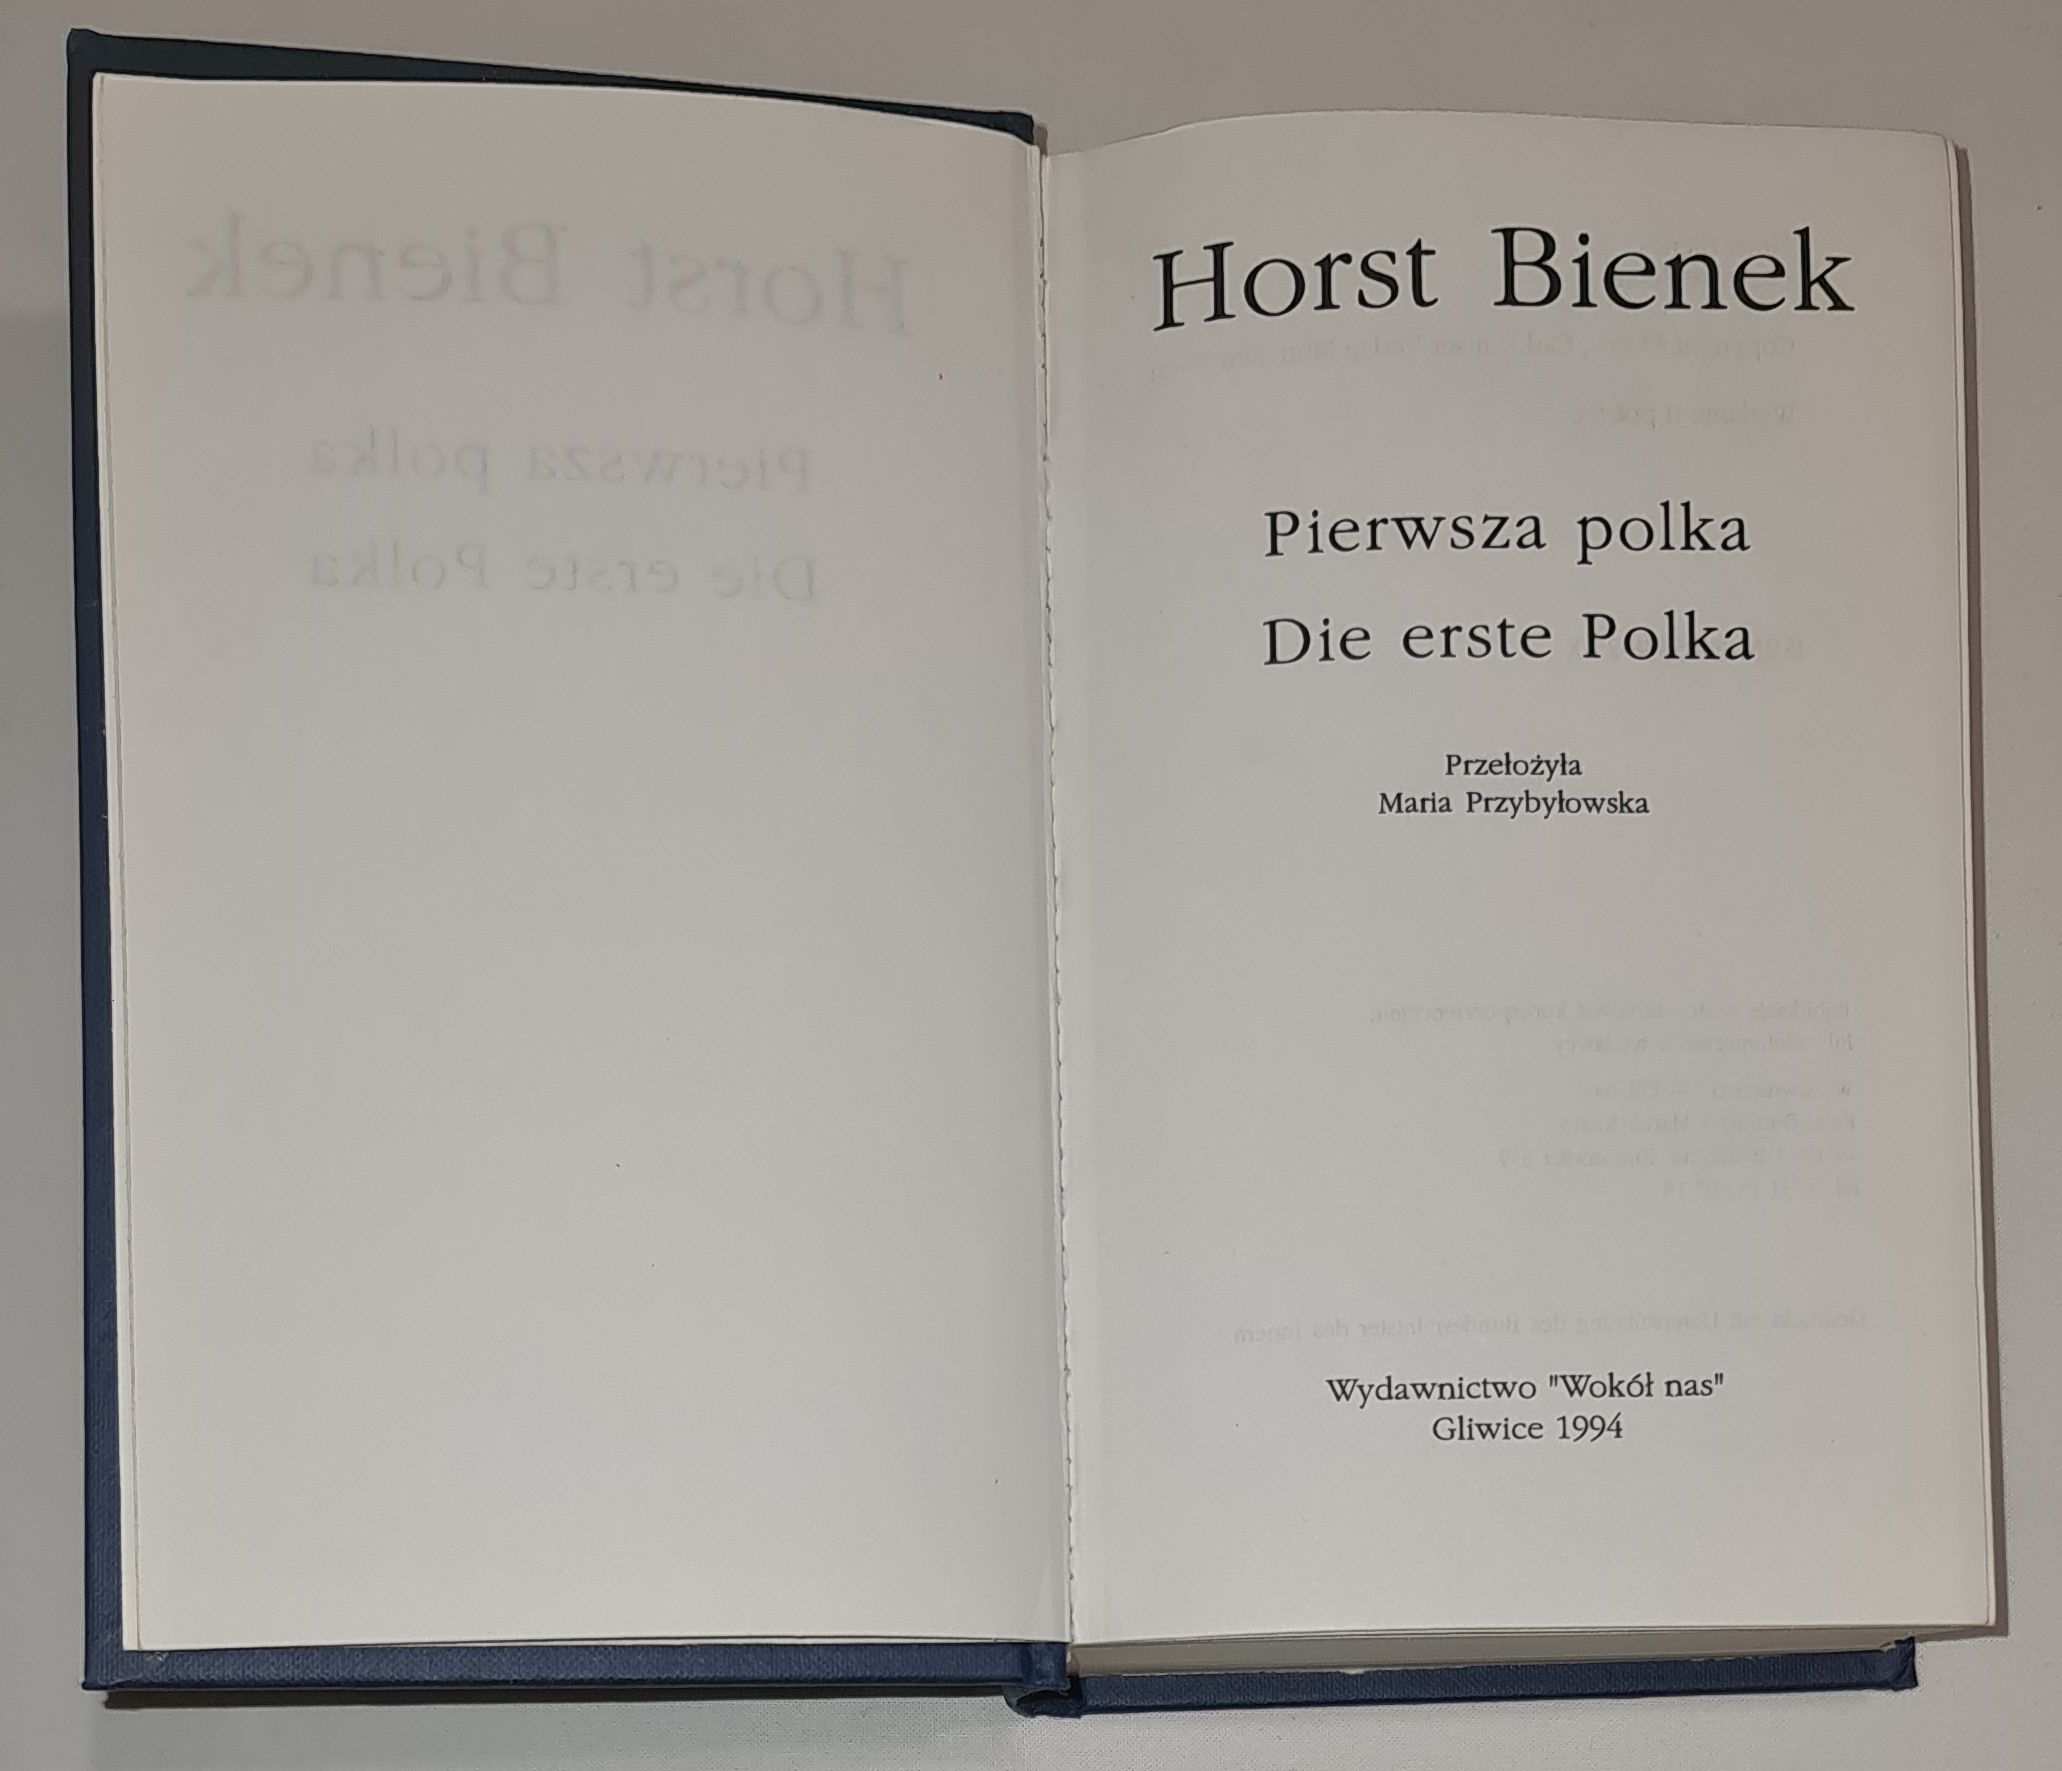 Horst Bienek
Pierwsza polka
Die erste Polka
Przełożyła
Maria Przybyłowska
Wydawnictwo "Wokół nas"
Gliwice 1994